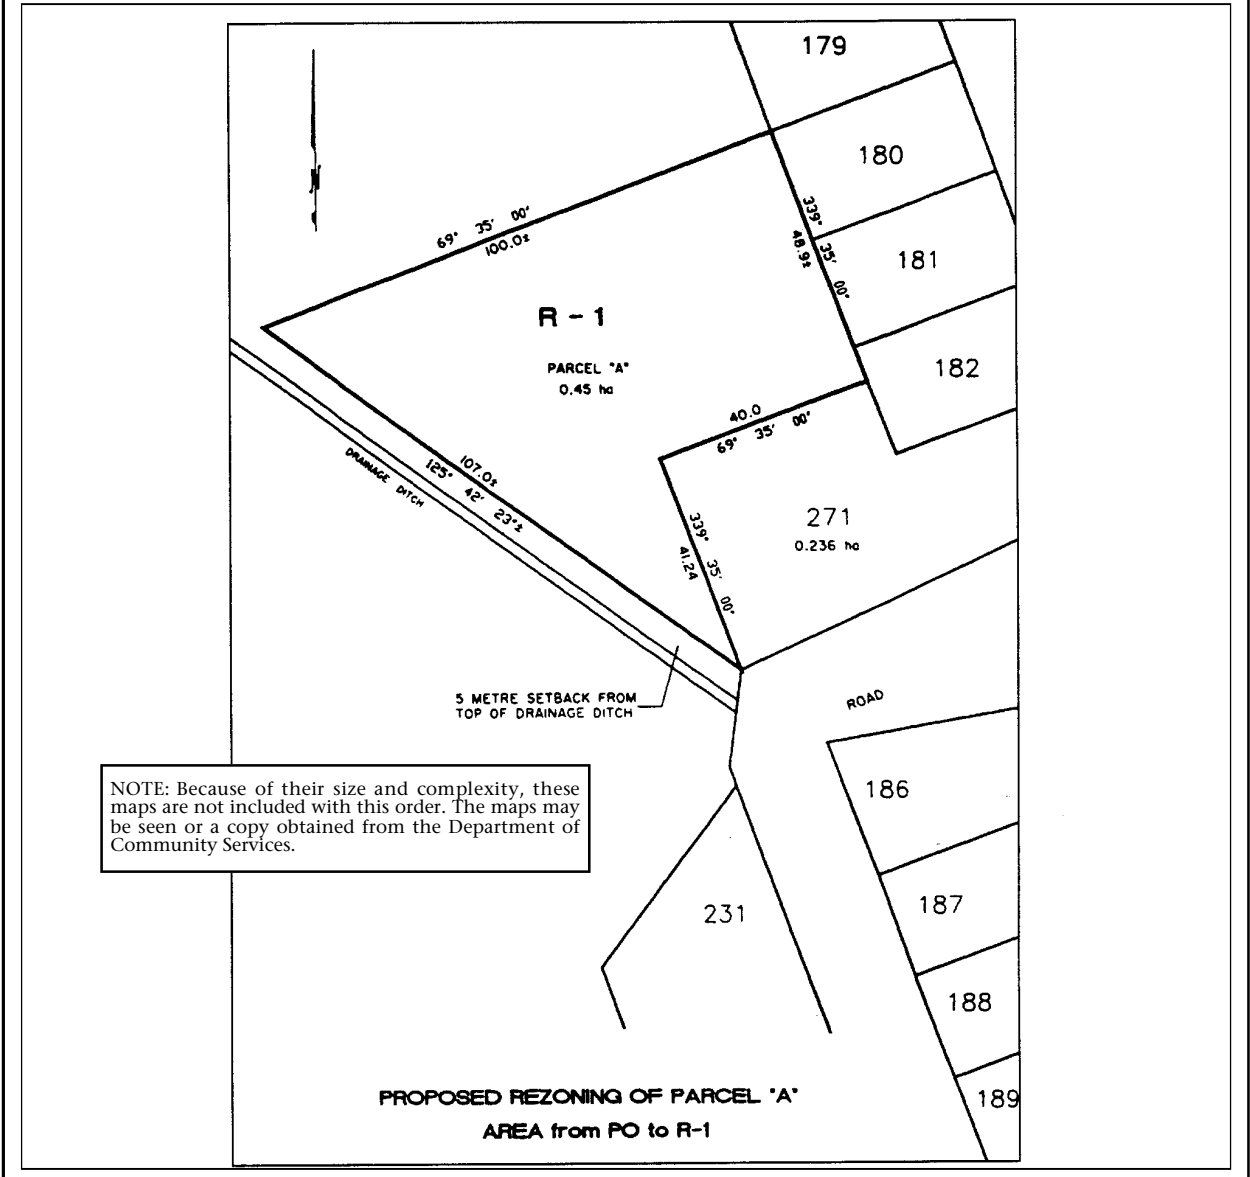 179
180
69° 35' 00"
100.0±
339° 35' 00"
48.9±
181
R - 1
182
PARCEL "A"
0.45 ha
40.0
69° 35' 00"
107.0±
125° 42' 23"±
DRAINAGE DITCH
271
0.236 ha
339° 35' 00"
41.24
5 METRE SETBACK FROM
TOP OF DRAINAGE DITCH
ROAD
NOTE: Because of their size and complexity, these
maps are not included with this order. The maps may
be seen or a copy obtained from the Department of
Community Services.
186
187
231
188
189
PROPOSED REZONING OF PARCEL "A"
AREA from PO to R-1